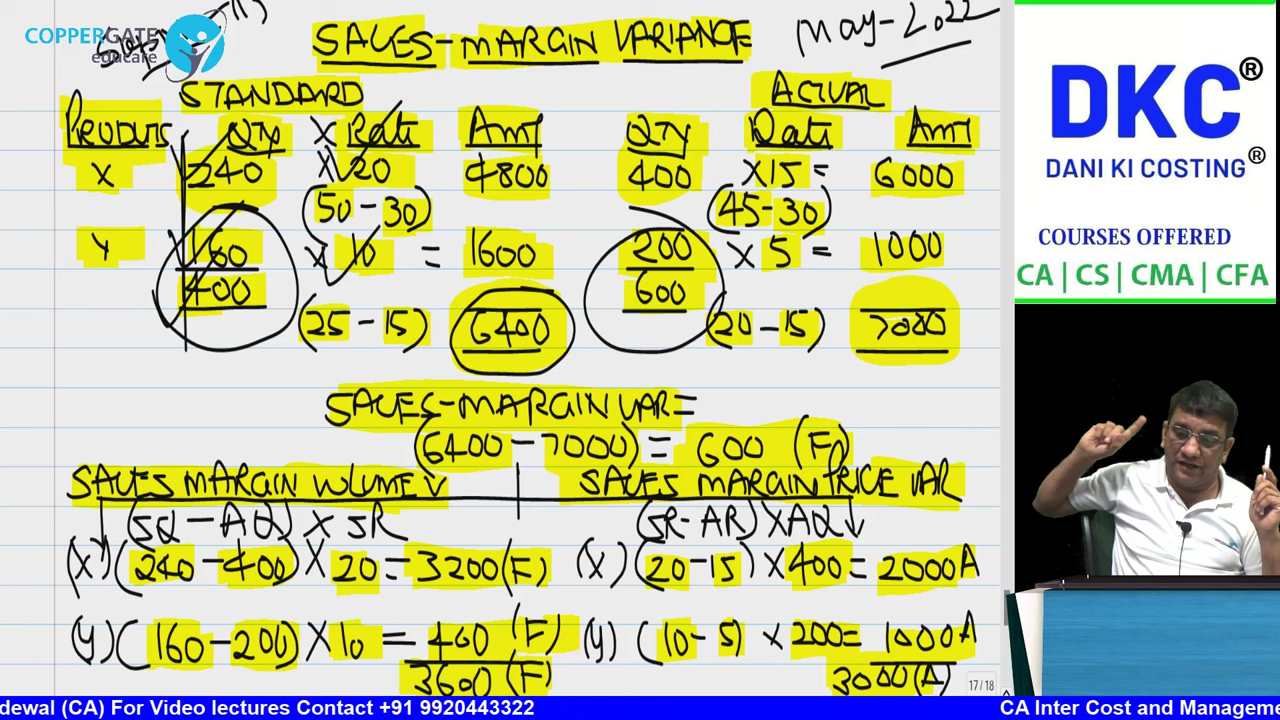 COPPERGATE
educate
SALES-MARGIN VARIANCE
May-2022
STANDARD ACTUAL
PRODUCTS QTY X Rate Amt QTY Rate Amt
X 240 X 20 4800 400 X15 = 6000
(50-30) (45-30)
Y 160 X 10 = 1600 200 X 5 = 1000
400 600
(25-15) 6400 (20-15) 7000
SALES-MARGIN VAR=
(6400-7000) = 600 (F)
SALES MARGIN VOLUME V SALES MARGIN PRICE VAR
(SQ-AQ) X SR (SR-AR) X AQ
(X) (240-400) X 20 = 3200 (F) (X) (20-15) X 400 = 2000A
(Y) (160-200) X 10 = 400 (F) (Y) (10-5) X 200 = 1000A
3600 (F) 3000 (A)
17/18
DKC®
DANI KI COSTING®
COURSES OFFERED
CA | CS | CMA | CFA
dewal (CA) For Video lectures Contact +91 9920443322 CA Inter Cost and Manageme